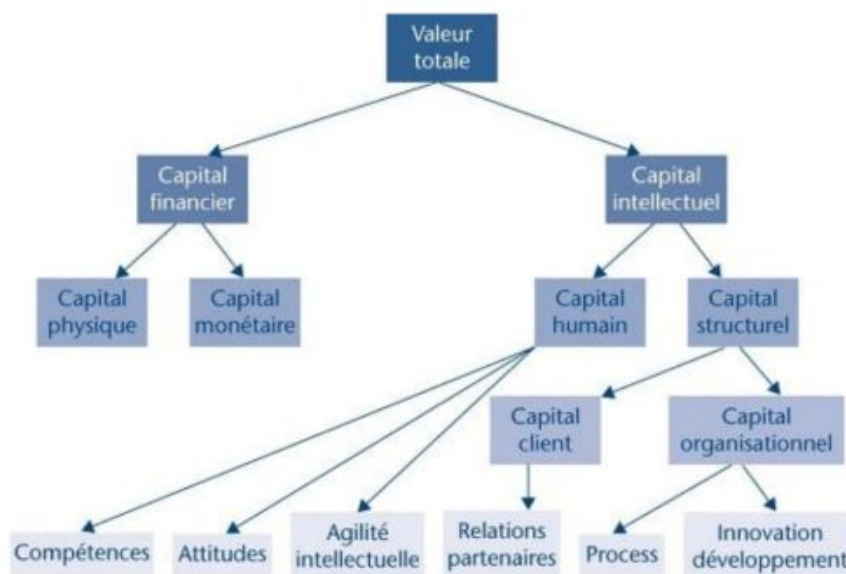 Valeur
totale
Capital
financier
Capital
intellectuel
Capital
physique
Capital
monétaire
Capital
humain
Capital
structurel
Capital
client
Capital
organisationnel
Compétences
Attitudes
Agilité
intellectuelle
Relations
partenaires
Process
Innovation
développement